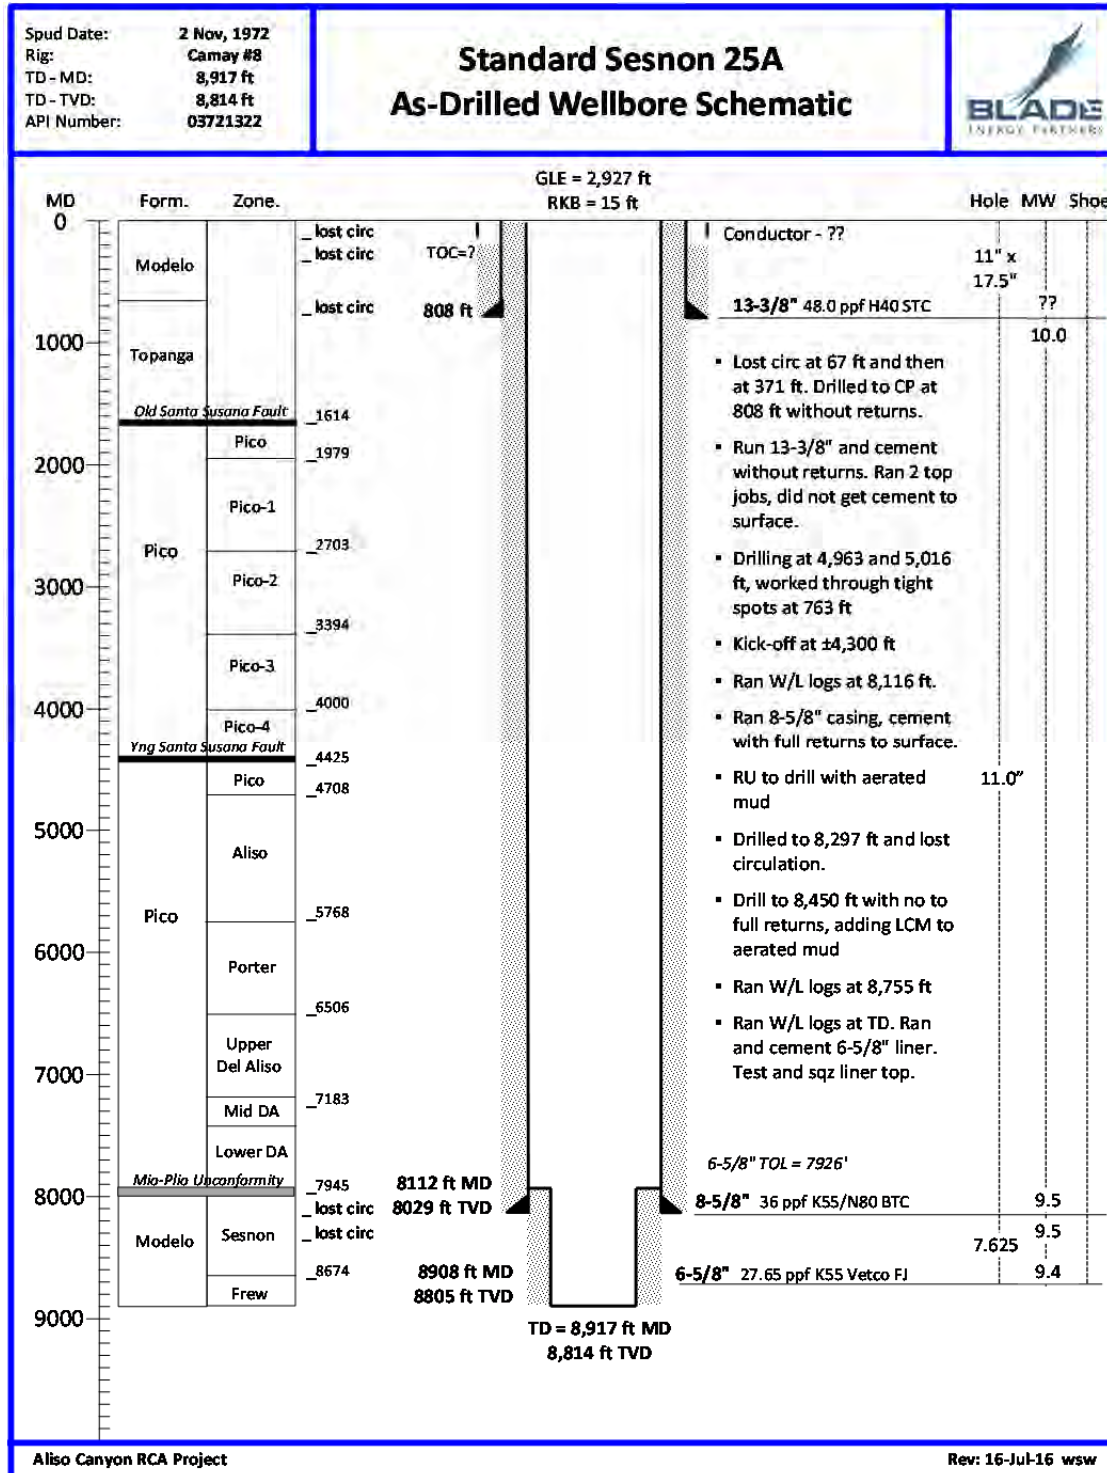 Spud Date: 2 Nov, 1972
Rig: Camay #8
TD - MD: 8,917 ft
TD - TVD: 8,814 ft
API Number: 03721322
Standard Sesnon 25A
As-Drilled Wellbore Schematic
BLADE
ENERGY PARTNERS
GLE = 2,927 ft
RKB = 15 ft
MD Form. Zone. Hole MW Shoe
0
_ lost circ
_ lost circ
TOC=?
Conductor - ??
Modelo
11" x
17.5"
_ lost circ
808 ft
13-3/8" 48.0 ppf H40 STC
??
1000
10.0
Topanga
Old Santa Susana Fault
_1614
Pico
_1979
2000
Pico-1
Pico
_2703
Pico-2
3000
_3394
Pico-3
_4000
4000
Pico-4
Yng Santa Susana Fault
_4425
Pico
_4708
5000
Aliso
_5768
Pico
6000
Porter
_6506
Upper
Del Aliso
7000
_7183
Mid DA
Lower DA
Mio-Plio Unconformity
_7945
8000
_ lost circ
_ lost circ
Modelo
Sesnon
_8674
Frew
9000
▪ Lost circ at 67 ft and then
at 371 ft. Drilled to CP at
808 ft without returns.
▪ Run 13-3/8" and cement
without returns. Ran 2 top
jobs, did not get cement to
surface.
▪ Drilling at 4,963 and 5,016
ft, worked through tight
spots at 763 ft
▪ Kick-off at ±4,300 ft
▪ Ran W/L logs at 8,116 ft.
▪ Ran 8-5/8" casing, cement
with full returns to surface.
▪ RU to drill with aerated
mud
11.0"
▪ Drilled to 8,297 ft and lost
circulation.
▪ Drill to 8,450 ft with no to
full returns, adding LCM to
aerated mud
▪ Ran W/L logs at 8,755 ft
▪ Ran W/L logs at TD. Ran
and cement 6-5/8" liner.
Test and sqz liner top.
6-5/8" TOL = 7926'
8112 ft MD
8029 ft TVD
8-5/8" 36 ppf K55/N80 BTC
9.5
9.5
7.625
8908 ft MD
8805 ft TVD
6-5/8" 27.65 ppf K55 Vetco FJ
9.4
TD = 8,917 ft MD
8,814 ft TVD
Aliso Canyon RCA Project
Rev: 16-Jul-16 wsw